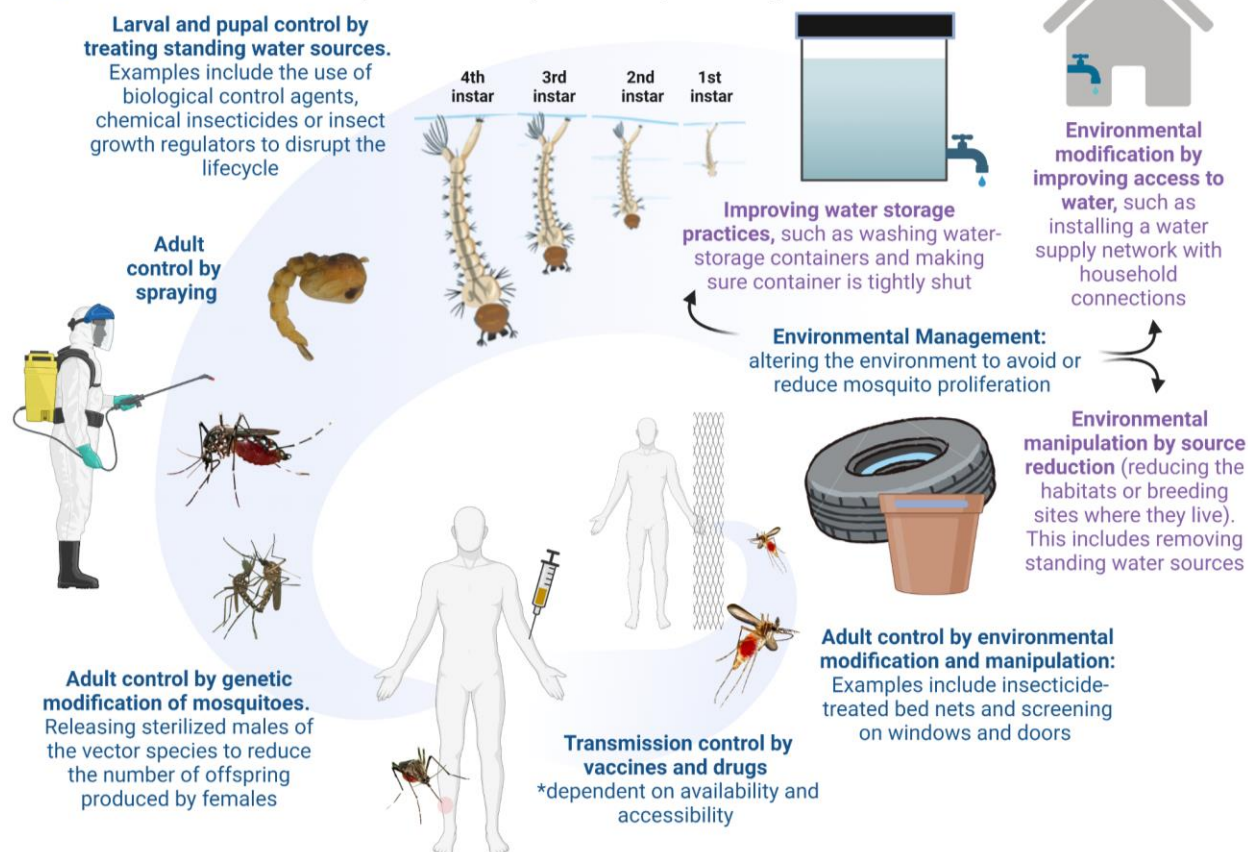 Larval and pupal control by
treating standing water sources.
Examples include the use of
biological control agents,
chemical insecticides or insect
growth regulators to disrupt the
lifecycle
4th
instar
3rd
instar
2nd
instar
1st
instar
Improving water storage
practices, such as washing water-
storage containers and making
sure container is tightly shut
Environmental
modification by
improving access to
water, such as
installing a water
supply network with
household
connections
Adult
control by
spraying
Environmental Management:
altering the environment to avoid or
reduce mosquito proliferation
Environmental
manipulation by source
reduction (reducing the
habitats or breeding
sites where they live).
This includes removing
standing water sources
Adult control by genetic
modification of mosquitoes.
Releasing sterilized males of
the vector species to reduce
the number of offspring
produced by females
Transmission control by
vaccines and drugs
*dependent on availability and
accessibility
Adult control by environmental
modification and manipulation:
Examples include insecticide-
treated bed nets and screening
on windows and doors